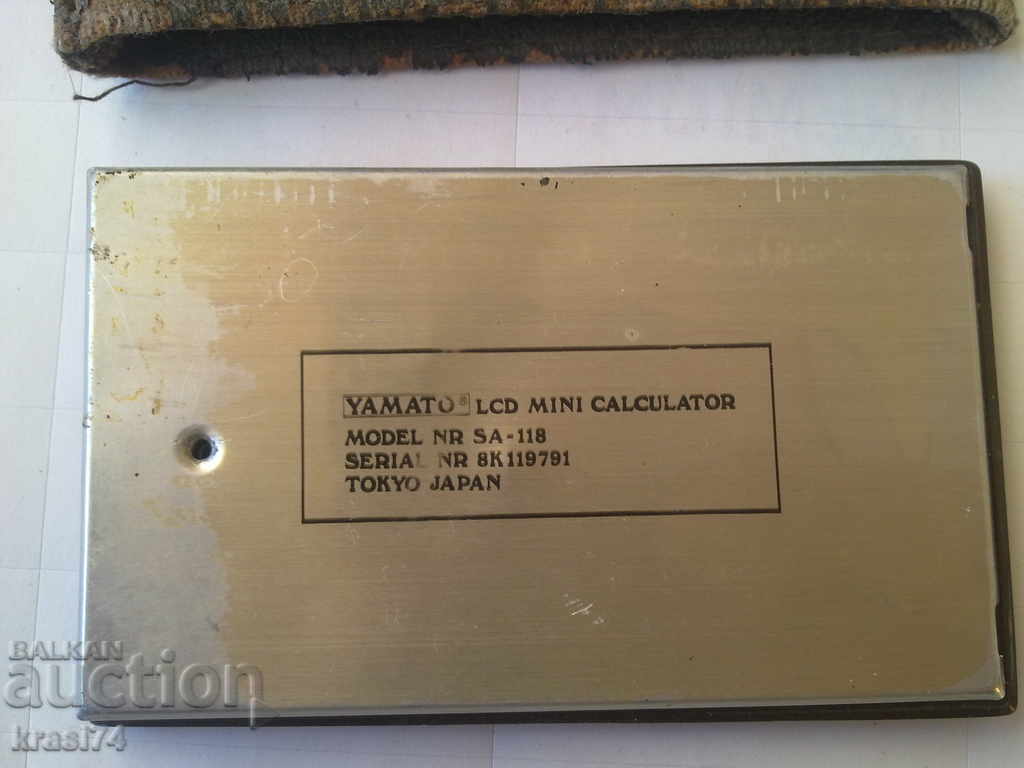 YAMATO® LCD MINI CALCULATOR
MODEL NR SA-118
SERIAL NR 8K119791
TOKYO JAPAN
BALKAN
auction
krasi74